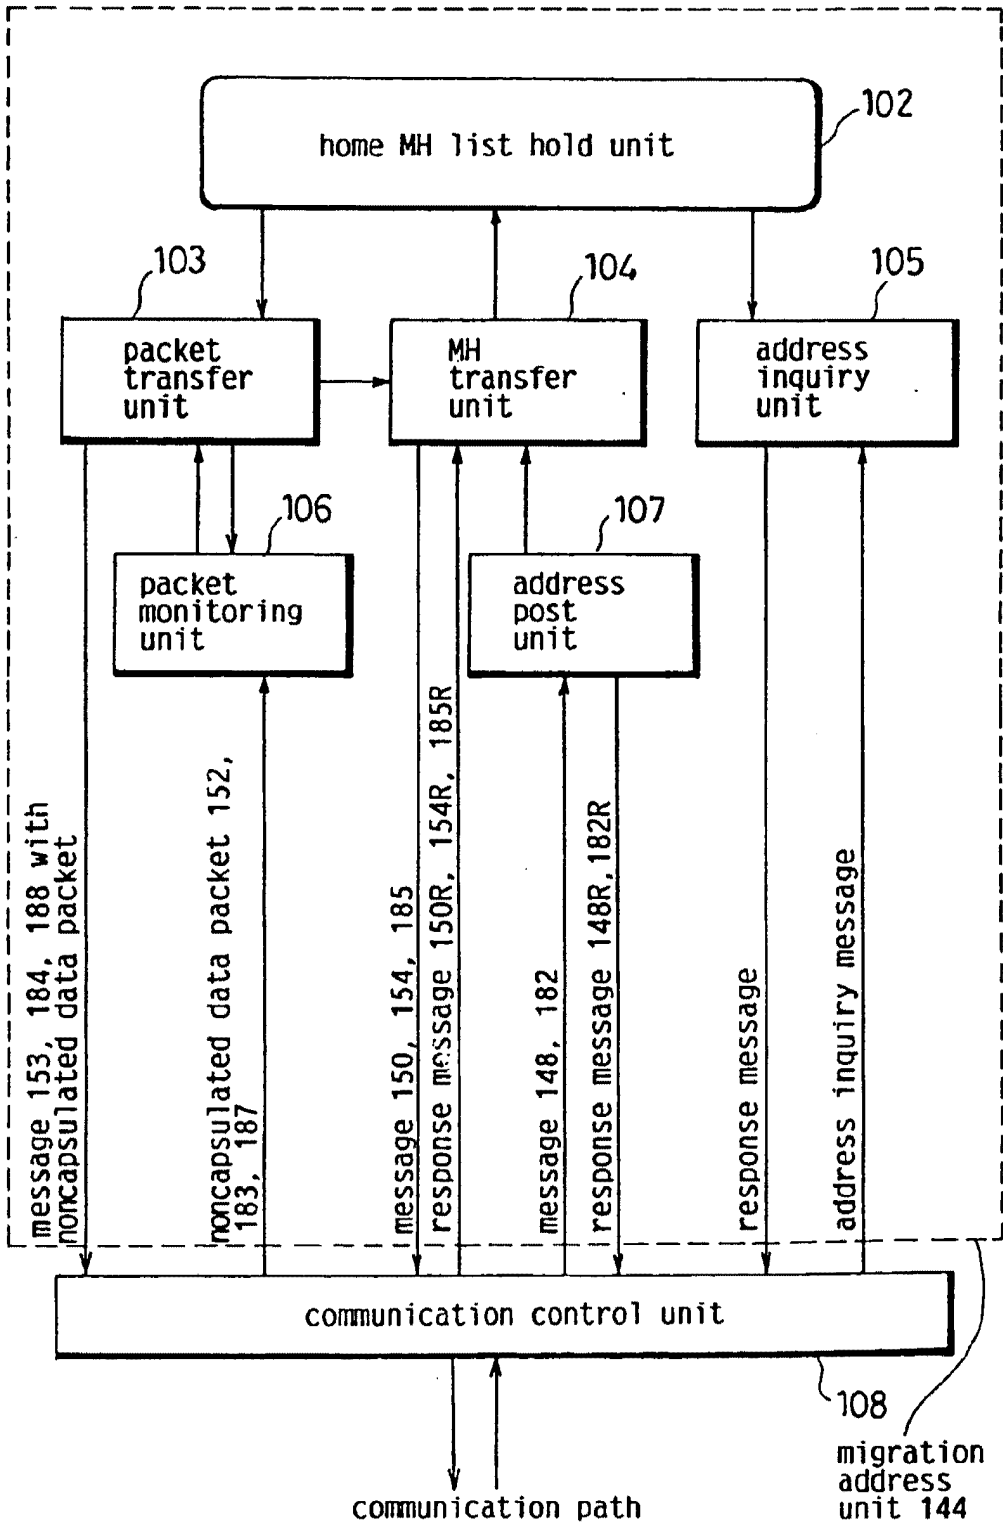 102
home MH list hold unit
103
104
105
packet
transfer
unit
MH
transfer
unit
address
inquiry
unit
106
107
packet
monitoring
unit
address
post
unit
message 153, 184, 188 with
noncapsulated data packet
noncapsulated data packet 152,
183, 187
message 150, 154, 185
response message 150R, 154R, 185R
message 148, 182
response message 148R, 182R
response message
address inquiry message
communication control unit
108
migration
address
unit 144
communication path